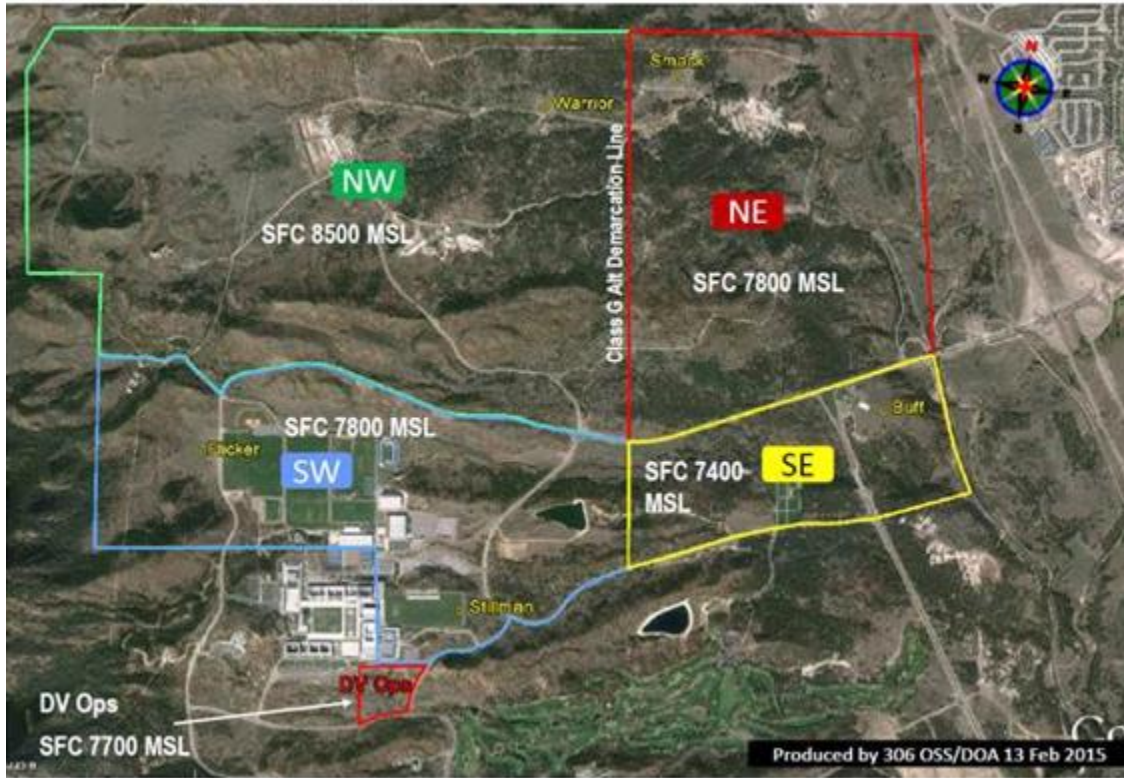 N
W
E
S
Smack
Warrior
NW
SFC 8500 MSL
Class G Alt Demarcation Line
NE
SFC 7800 MSL
Buff
SFC 7800 MSL
SW
SE
SFC 7400
MSL
Stillman
DV Ops
DV Ops
SFC 7700 MSL
Produced by 306 OSS/DOA 13 Feb 2015